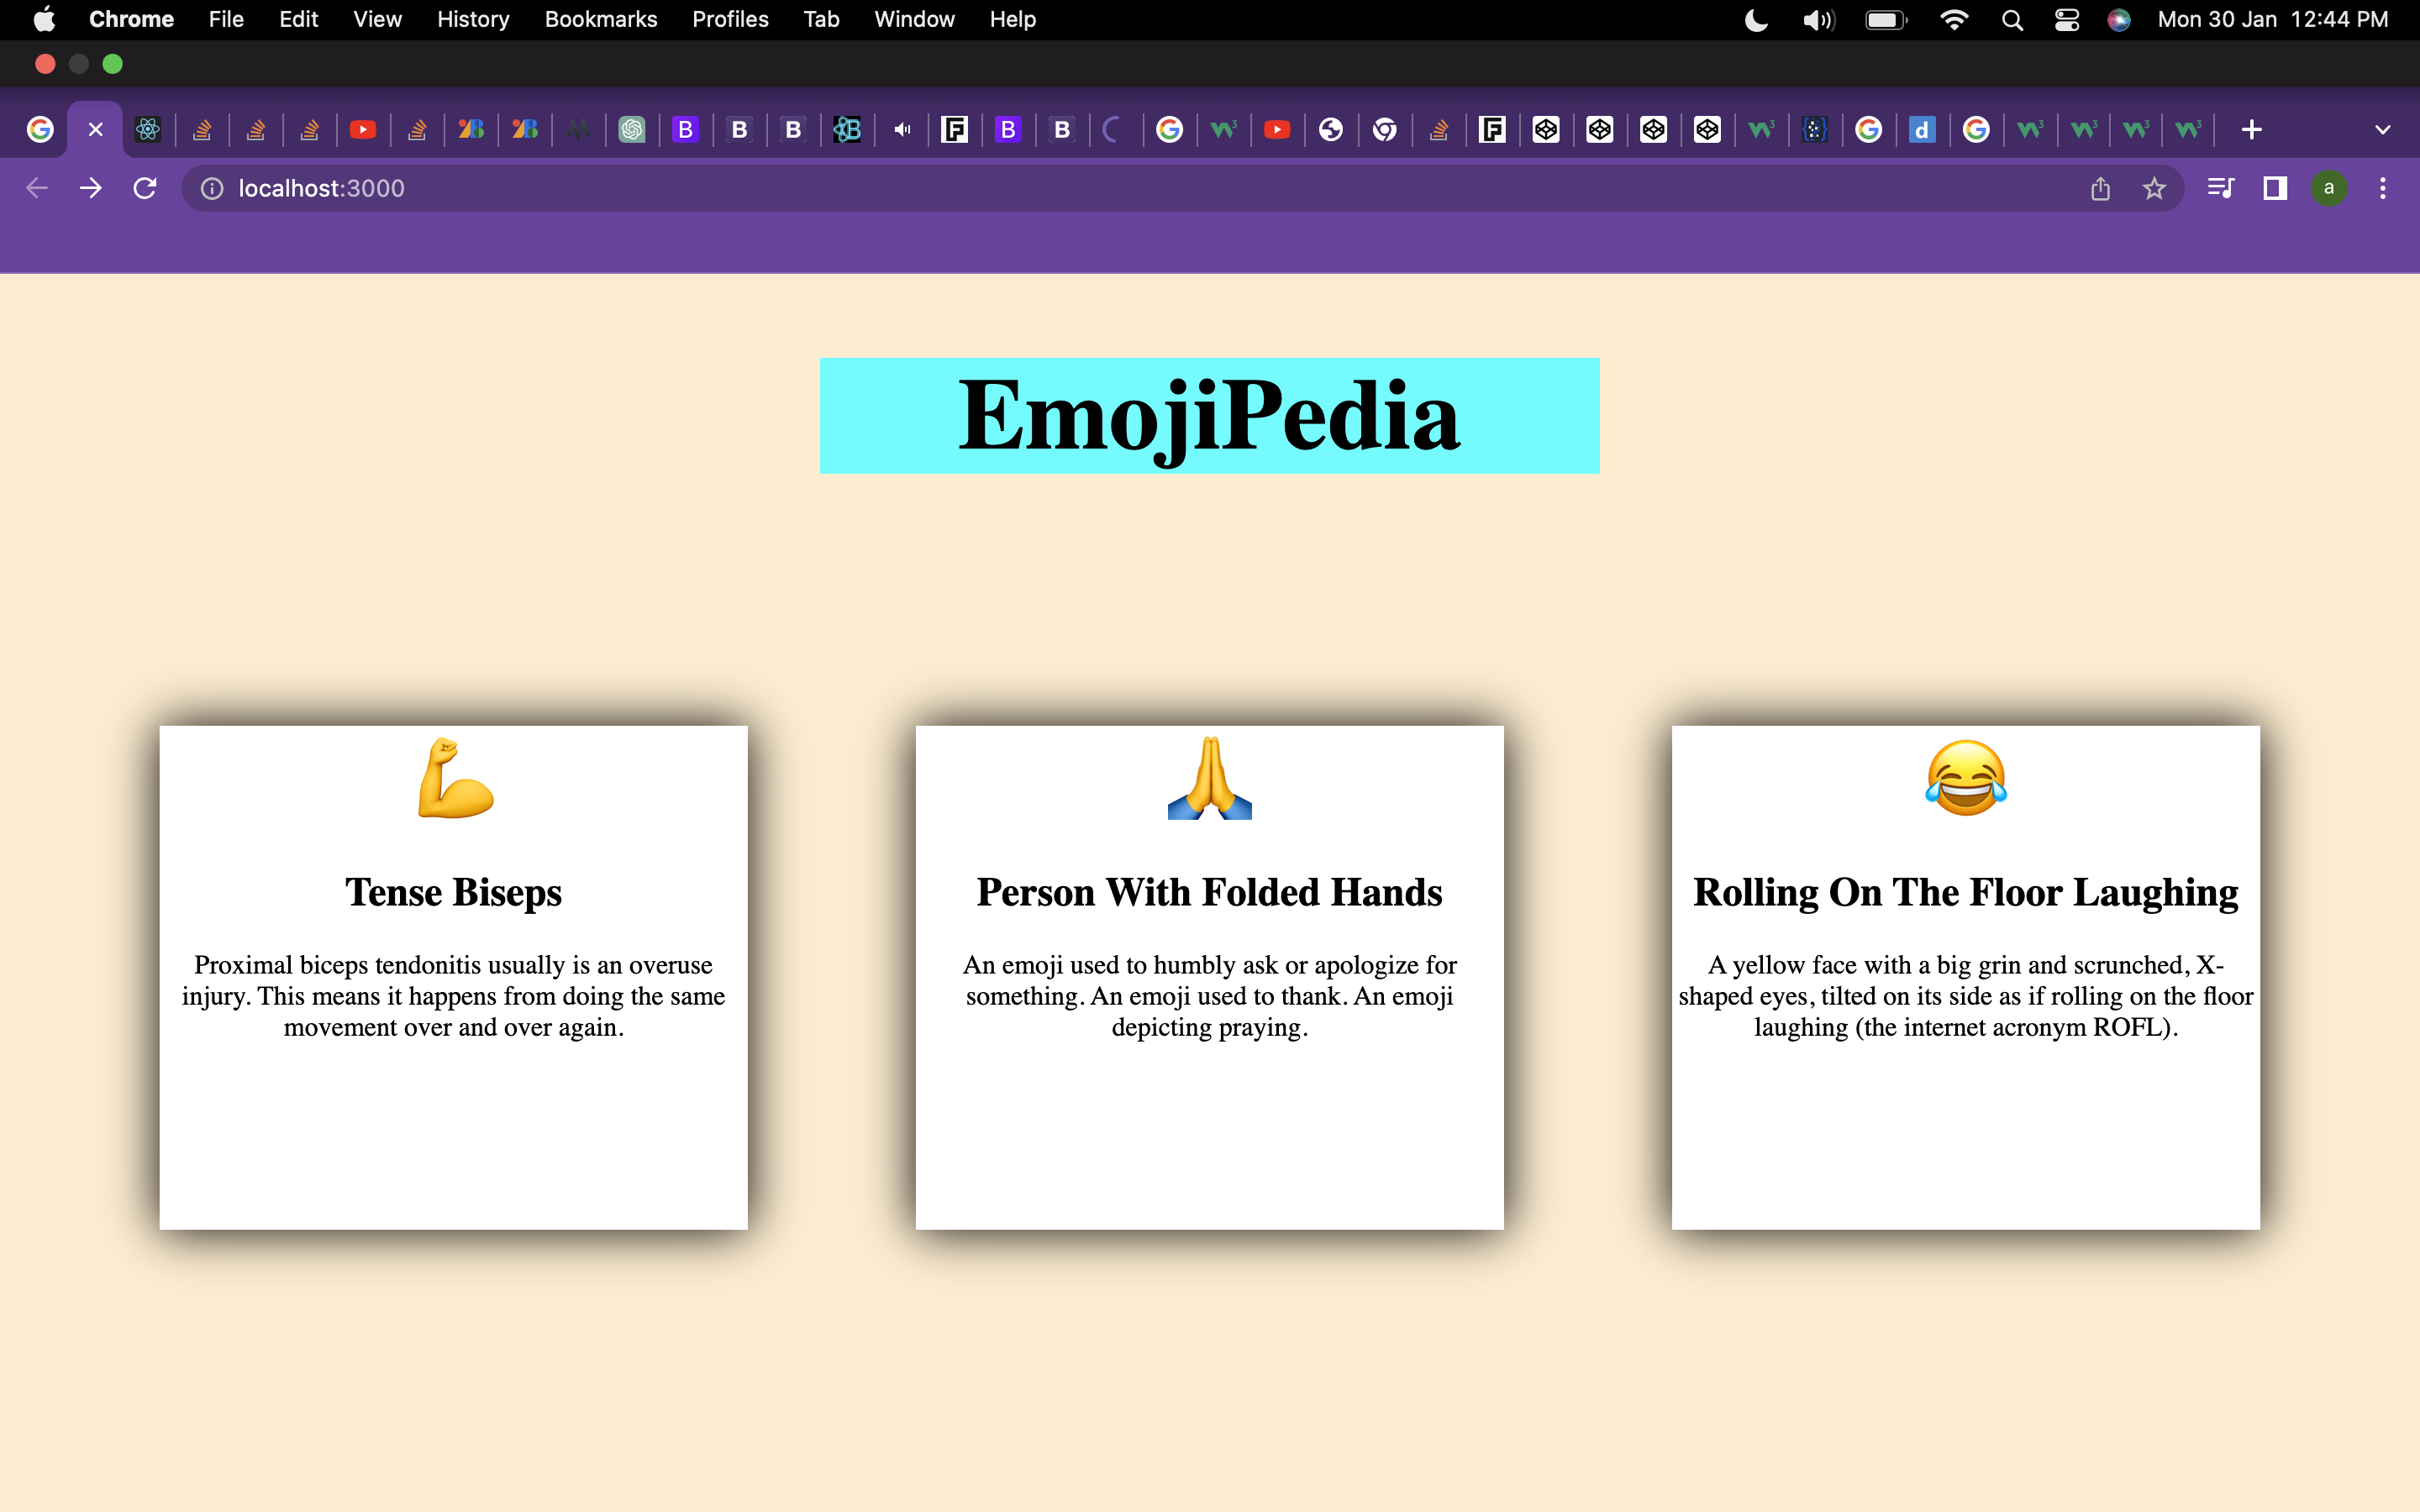 Chrome File Edit View History Bookmarks Profiles Tab Window Help Mon 30 Jan 12:44 PM
localhost:3000
a
EmojiPedia
Tense Biseps
Proximal biceps tendonitis usually is an overuse
injury. This means it happens from doing the same
movement over and over again.
Person With Folded Hands
An emoji used to humbly ask or apologize for
something. An emoji used to thank. An emoji
depicting praying.
Rolling On The Floor Laughing
A yellow face with a big grin and scrunched, X-
shaped eyes, tilted on its side as if rolling on the floor
laughing (the internet acronym ROFL).